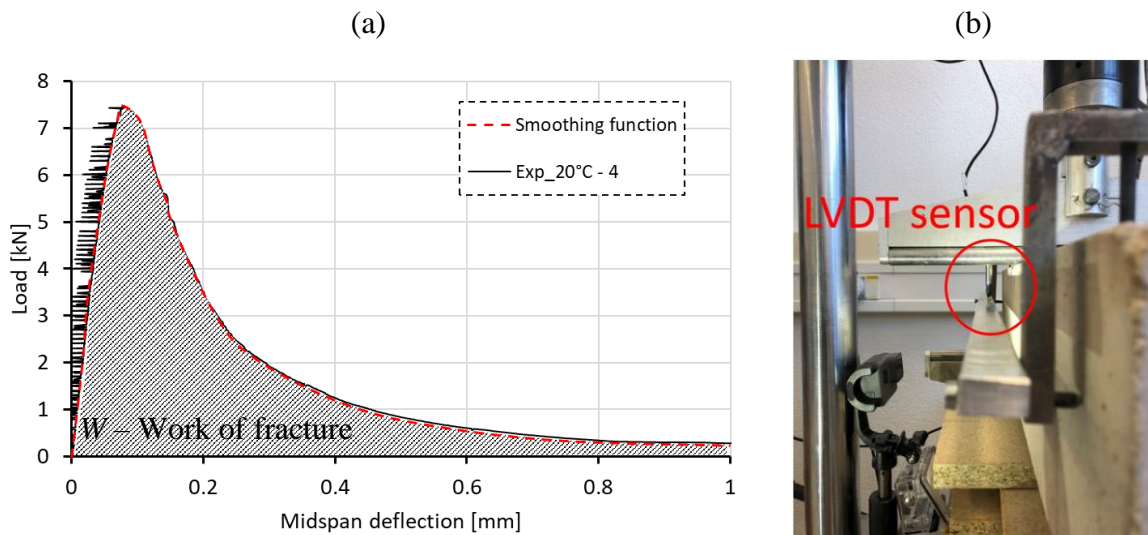 (a)
(b)
8
7
6
5
4
3
2
1
0
Load [kN]
Smoothing function
Exp_20°C - 4
W – Work of fracture
0
0.2
0.4
0.6
0.8
1
Midspan deflection [mm]
LVDT sensor